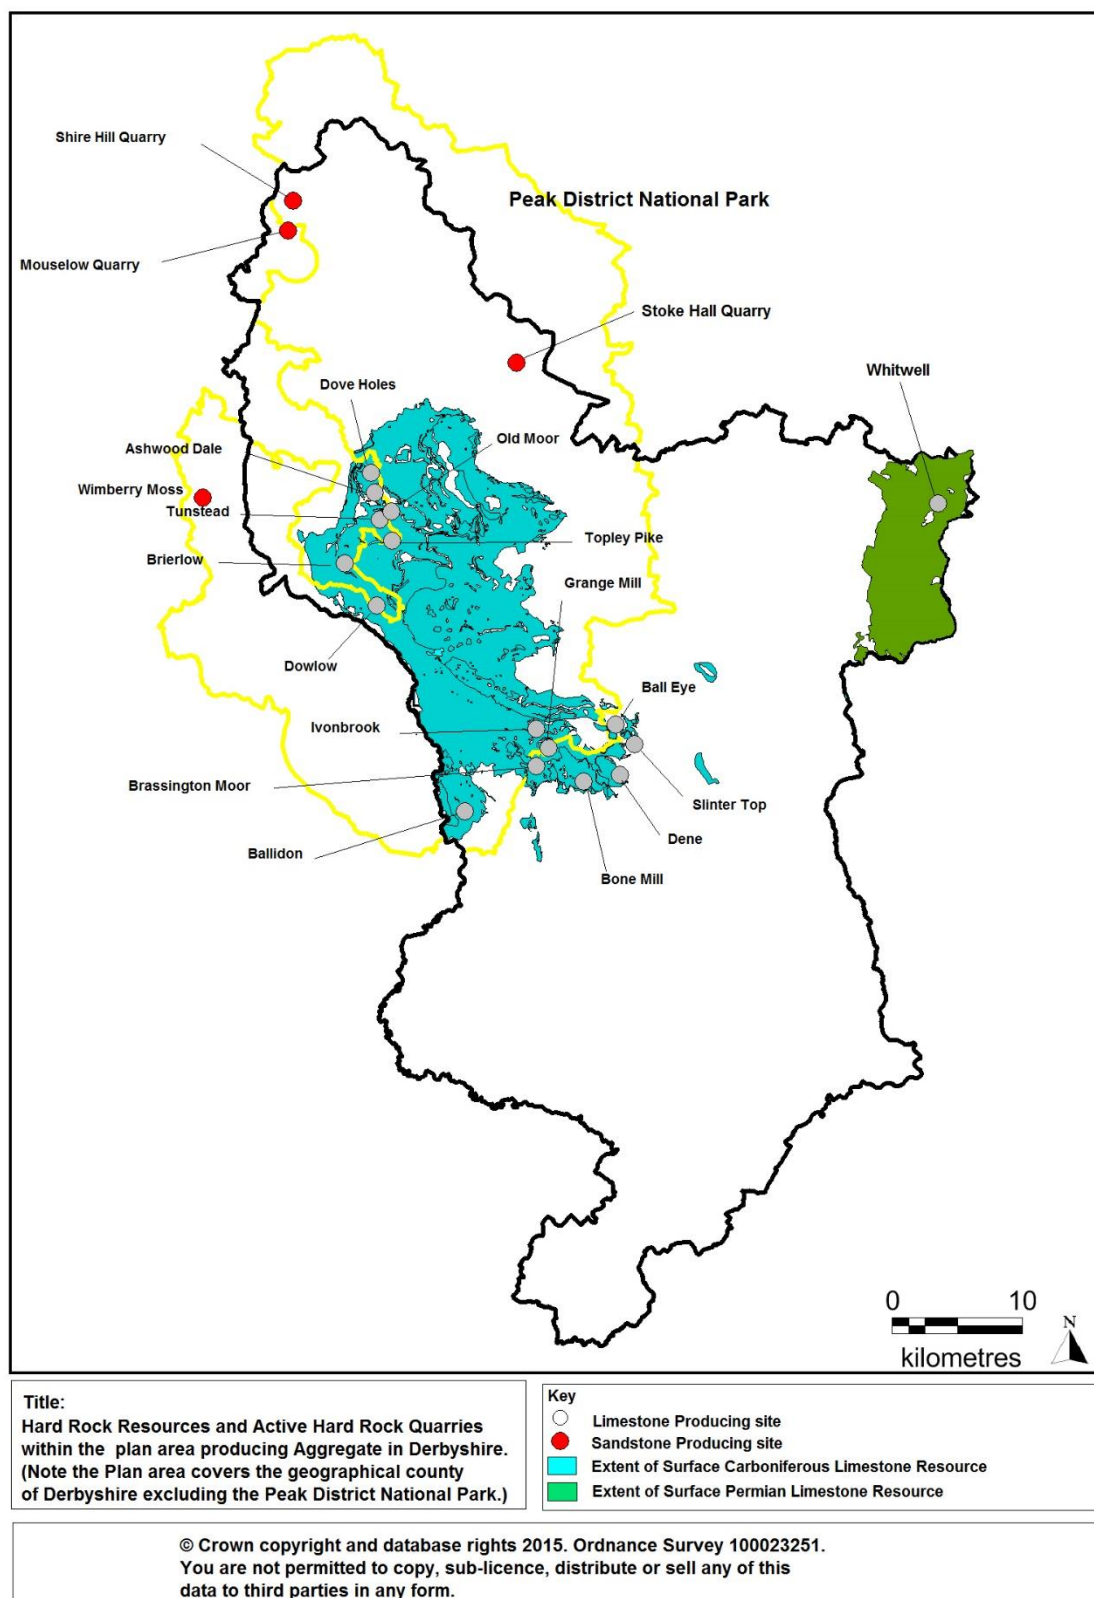 Shire Hill Quarry
Peak District National Park
Mouselow Quarry
Stoke Hall Quarry
Whitwell
Dove Holes
Old Moor
Ashwood Dale
Wimberry Moss
Tunstead
Topley Pike
Brierlow
Grange Mill
Dowlow
Ball Eye
Ivonbrook
Brassington Moor
Slinter Top
Dene
Ballidon
Bone Mill
0 10
kilometres
N
Title:
Hard Rock Resources and Active Hard Rock Quarries
within the plan area producing Aggregate in Derbyshire.
(Note the Plan area covers the geographical county
of Derbyshire excluding the Peak District National Park.)
Key
Limestone Producing site
Sandstone Producing site
Extent of Surface Carboniferous Limestone Resource
Extent of Surface Permian Limestone Resource
© Crown copyright and database rights 2015. Ordnance Survey 100023251.
You are not permitted to copy, sub-licence, distribute or sell any of this
data to third parties in any form.